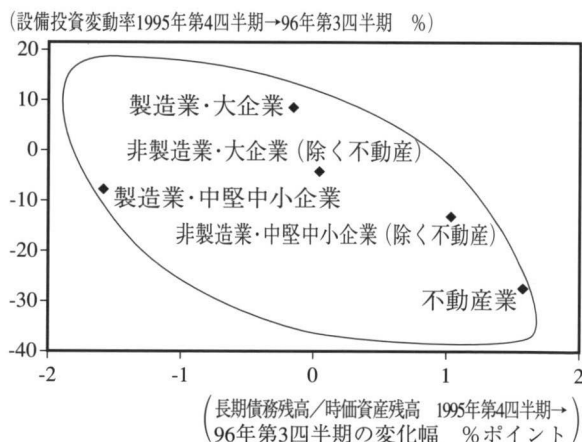 （設備投資変動率1995年第4四半期→96年第3四半期　％）
20
10
0
-10
-20
-30
-40
製造業・大企業
非製造業・大企業（除く不動産）
製造業・中堅中小企業
非製造業・中堅中小企業（除く不動産）
不動産業
-2
-1
0
1
2
（長期債務残高／時価資産残高　1995年第4四半期→
96年第3四半期の変化幅　％ポイント）